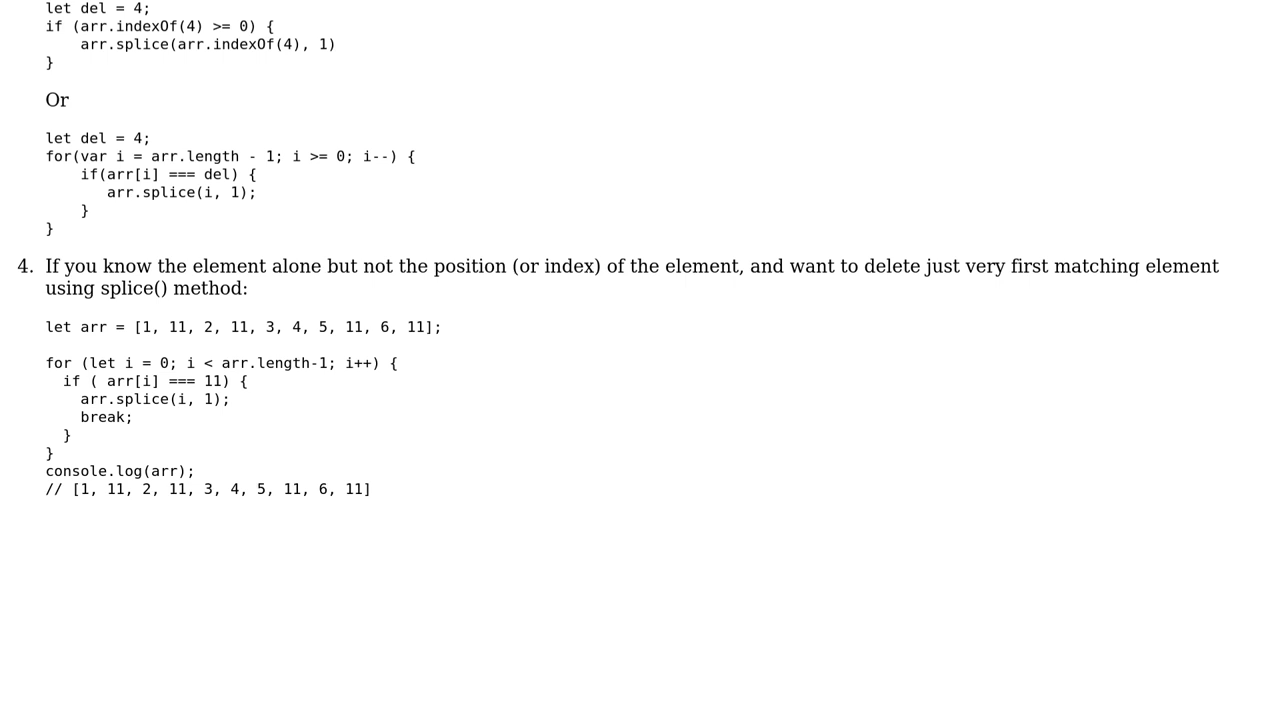 let del = 4;
if (arr.indexOf(4) >= 0) {
    arr.splice(arr.indexOf(4), 1)
}
Or
let del = 4;
for(var i = arr.length - 1; i >= 0; i--) {
    if(arr[i] === del) {
       arr.splice(i, 1);
    }
}
4. If you know the element alone but not the position (or index) of the element, and want to delete just very first matching element
using splice() method:
let arr = [1, 11, 2, 11, 3, 4, 5, 11, 6, 11];
for (let i = 0; i < arr.length-1; i++) {
  if ( arr[i] === 11) {
    arr.splice(i, 1);
    break;
  }
}
console.log(arr);
// [1, 11, 2, 11, 3, 4, 5, 11, 6, 11]